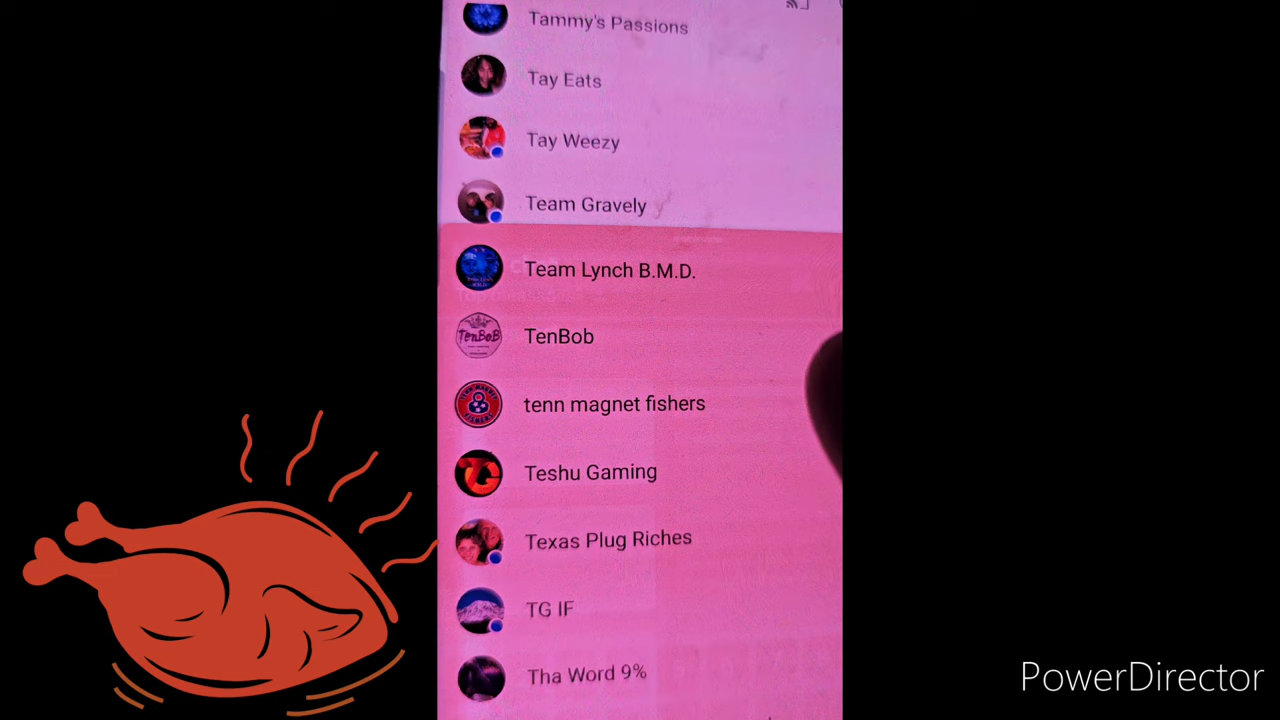 Tammy's Passions
Tay Eats
Tay Weezy
Team Gravely
Team Lynch B.M.D.
TenBob
TenBoB
tenn magnet fishers
Teshu Gaming
Texas Plug Riches
TG IF
Tha Word 9%
PowerDirector